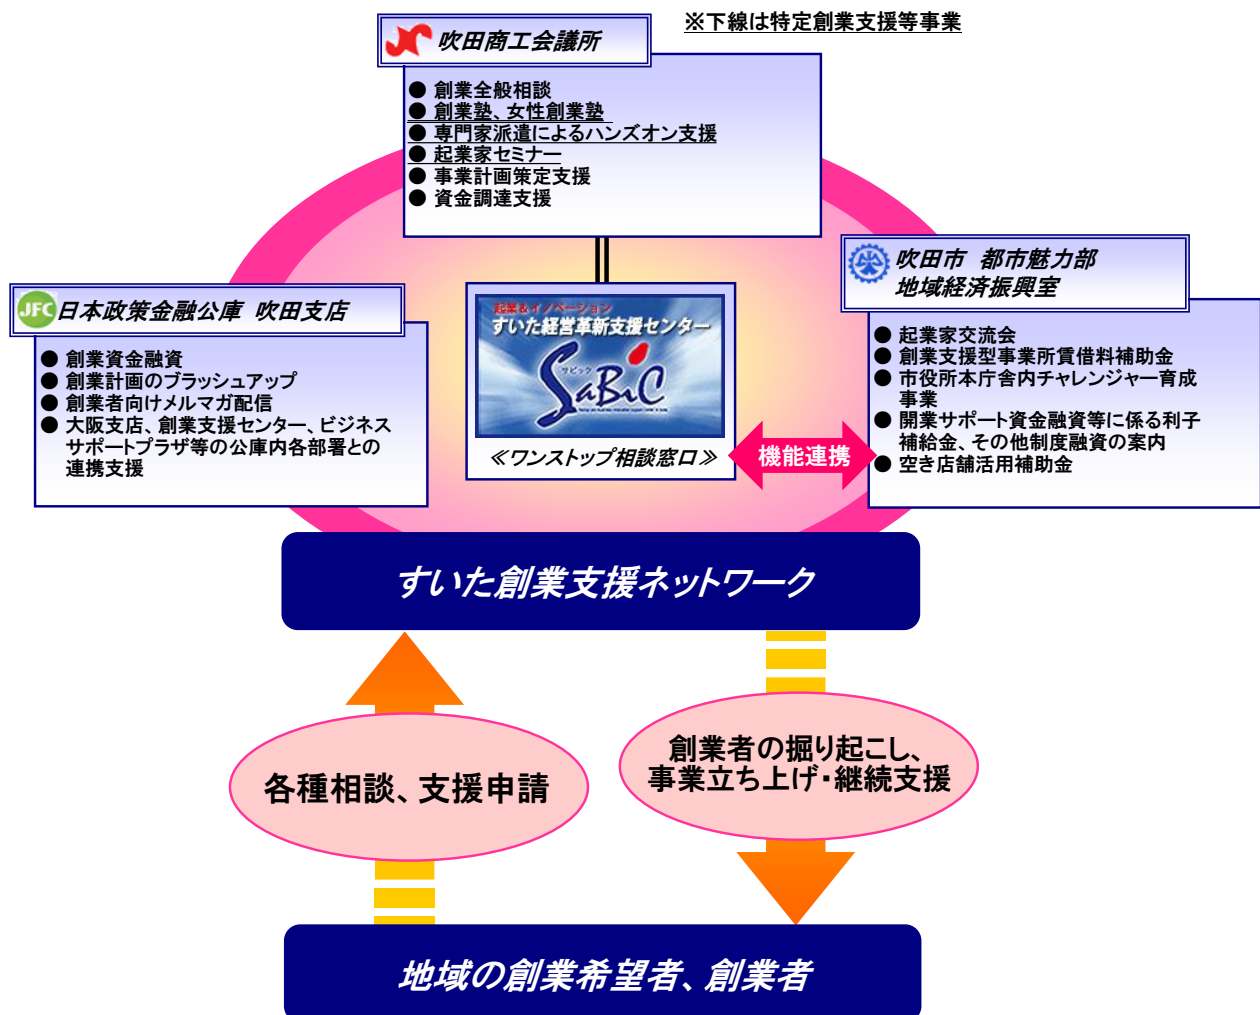 ※下線は特定創業支援等事業
吹田商工会議所
● 創業全般相談
● 創業塾、女性創業塾
● 専門家派遣によるハンズオン支援
● 起業家セミナー
● 事業計画策定支援
● 資金調達支援
JFC
日本政策金融公庫 吹田支店
● 創業資金融資
● 創業計画のブラッシュアップ
● 創業者向けメルマガ配信
● 大阪支店、創業支援センター、ビジネス
サポートプラザ等の公庫内各部署との
連携支援
起業&イノベーション
すいた経営革新支援センター
サビック
SaBiC
≪ワンストップ相談窓口≫
機能連携
吹田市 都市魅力部
地域経済振興室
● 起業家交流会
● 創業支援型事業所賃借料補助金
● 市役所本庁舎内チャレンジャー育成
事業
● 開業サポート資金融資等に係る利子
補給金、その他制度融資の案内
● 空き店舗活用補助金
すいた創業支援ネットワーク
各種相談、支援申請
創業者の掘り起こし、
事業立ち上げ・継続支援
地域の創業希望者、創業者